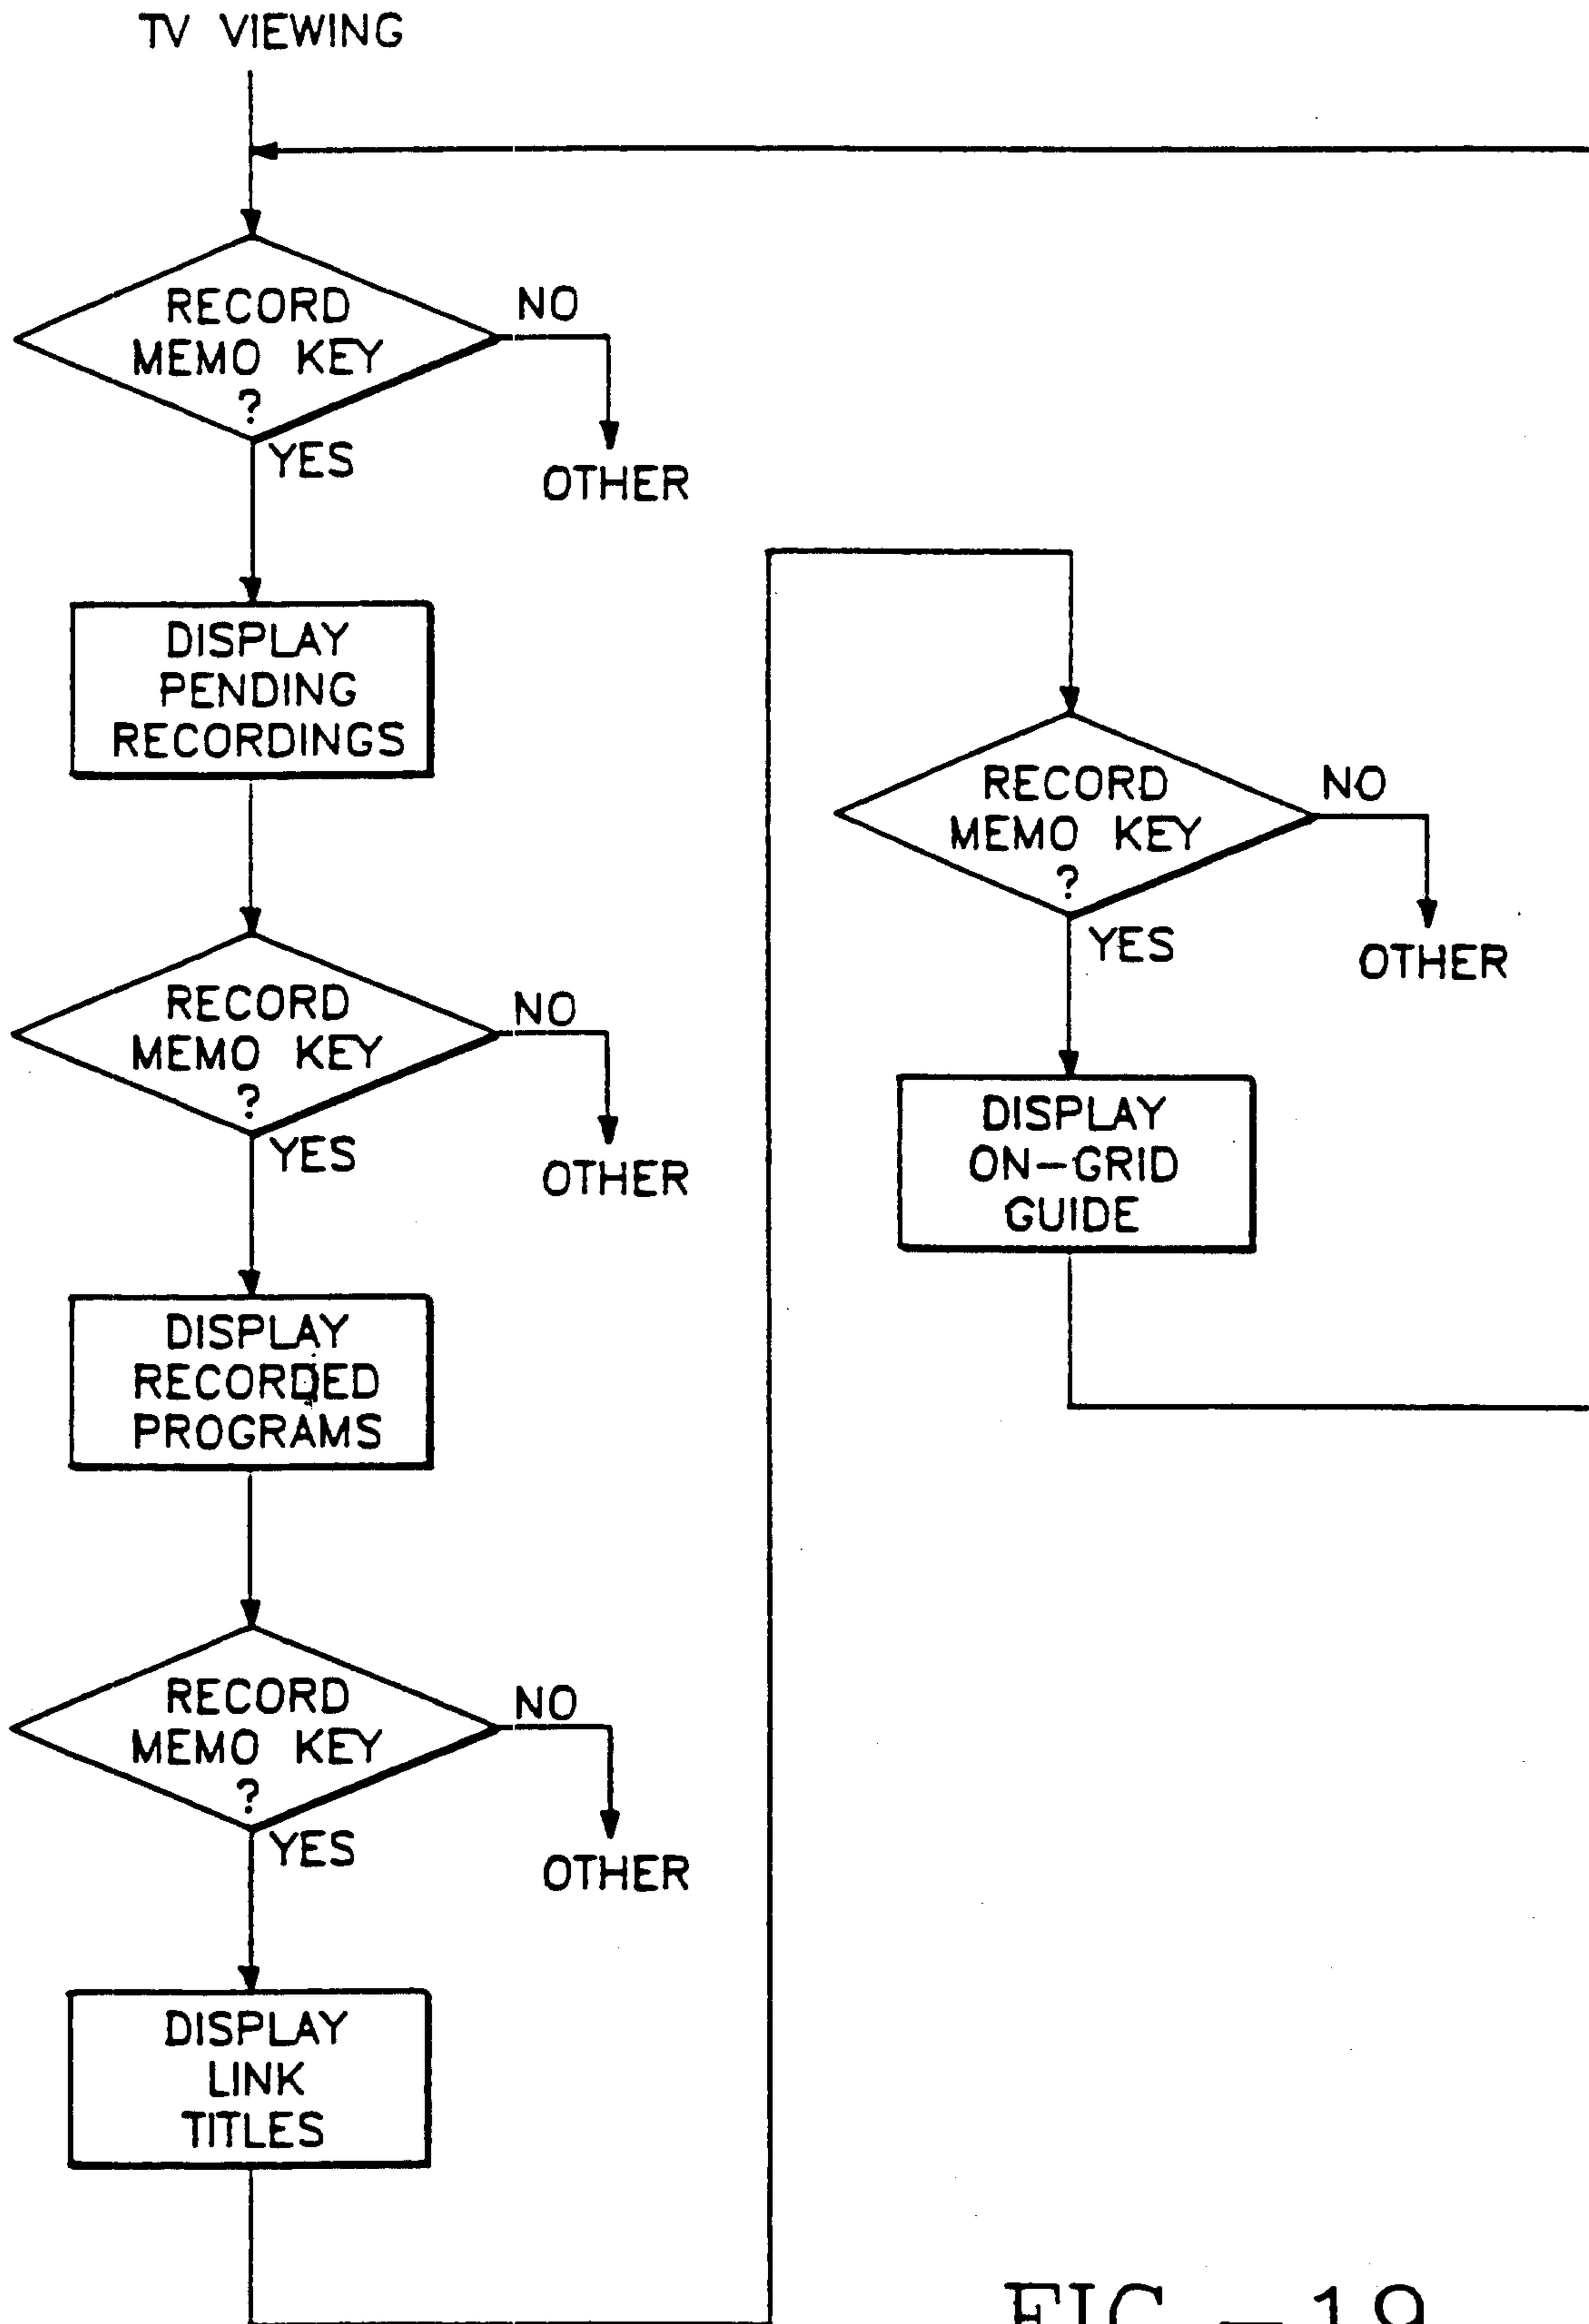 TV VIEWING
RECORD
MEMO KEY
?
NO
OTHER
YES
DISPLAY
PENDING
RECORDINGS
RECORD
MEMO KEY
?
NO
OTHER
YES
DISPLAY
RECORDED
PROGRAMS
RECORD
MEMO KEY
?
NO
OTHER
YES
DISPLAY
LINK
TITLES
RECORD
MEMO KEY
?
NO
OTHER
YES
DISPLAY
ON-GRID
GUIDE
FIG.-19